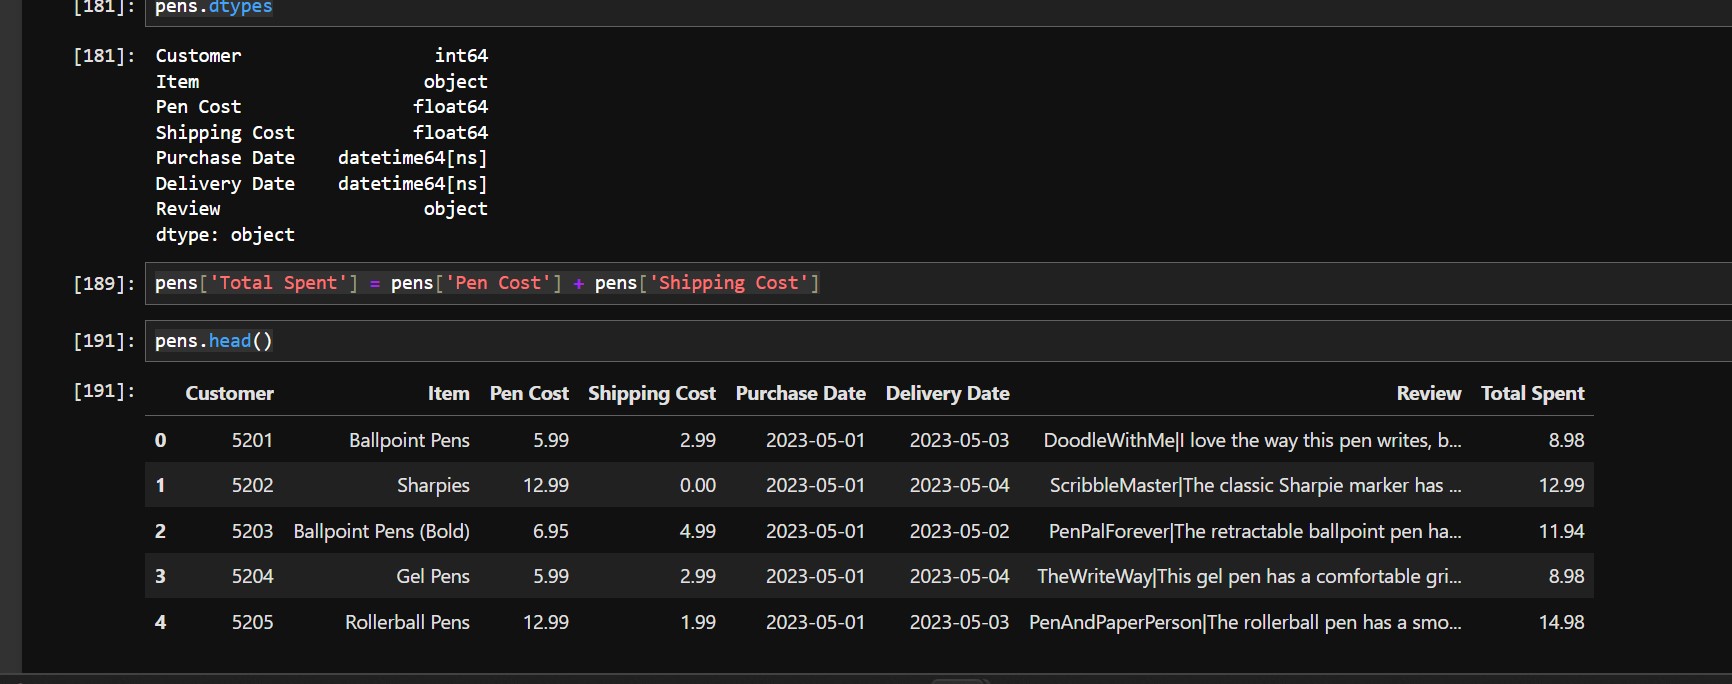 [181]: pens.dtypes
[181]: Customer int64
Item object
Pen Cost float64
Shipping Cost float64
Purchase Date datetime64[ns]
Delivery Date datetime64[ns]
Review object
dtype: object
[189]: pens['Total Spent'] = pens['Pen Cost'] + pens['Shipping Cost']
[191]: pens.head()
[191]: Customer Item Pen Cost Shipping Cost Purchase Date Delivery Date Review Total Spent
0 5201 Ballpoint Pens 5.99 2.99 2023-05-01 2023-05-03 DoodleWithMe|I love the way this pen writes, b... 8.98
1 5202 Sharpies 12.99 0.00 2023-05-01 2023-05-04 ScribbleMaster|The classic Sharpie marker has ... 12.99
2 5203 Ballpoint Pens (Bold) 6.95 4.99 2023-05-01 2023-05-02 PenPalForever|The retractable ballpoint pen ha... 11.94
3 5204 Gel Pens 5.99 2.99 2023-05-01 2023-05-04 TheWriteWay|This gel pen has a comfortable gri... 8.98
4 5205 Rollerball Pens 12.99 1.99 2023-05-01 2023-05-03 PenAndPaperPerson|The rollerball pen has a smo... 14.98